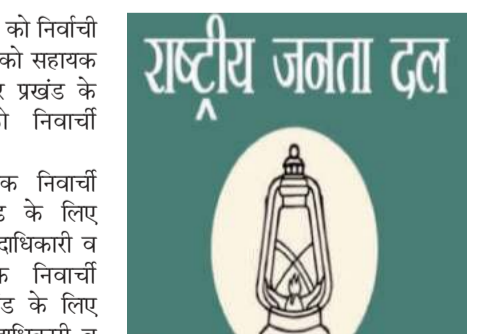 को निर्वाची
को सहायक
र प्रखंड के
ो निवार्ची
क निवार्ची
ड के लिए
दाधिकारी व
क निवार्ची
ड के लिए
राष्ट्रीय जनता दल